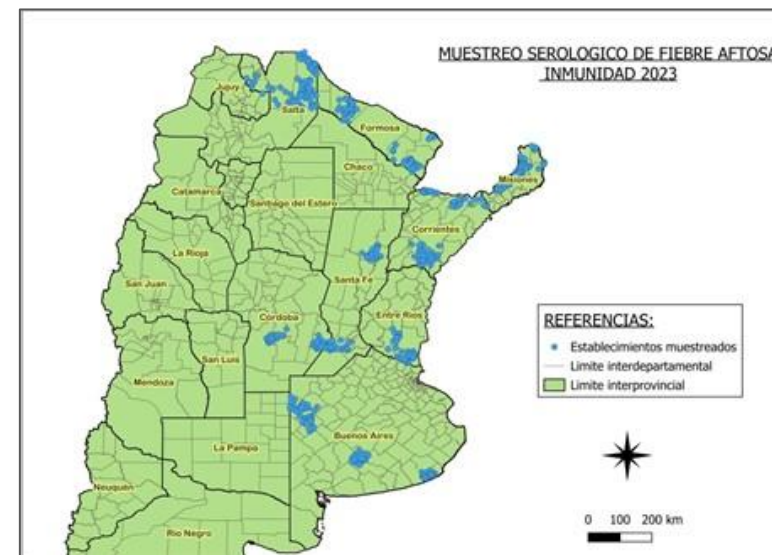 MUESTREO SEROLOGICO DE FIEBRE AFTOSA
INMUNIDAD 2023
Jujuy
Salta
Formosa
Chaco
Misiones
Catamarca
Santiago del Estero
Corrientes
La Rioja
Santa Fe
San Juan
Córdoba
Entre Rios
San Luis
Mendoza
REFERENCIAS:
Establecimientos muestreados
Limite interdepartamental
Limite interprovincial
Buenos Aires
La Pampa
Neuquén
Rio Negro
0 100 200 km